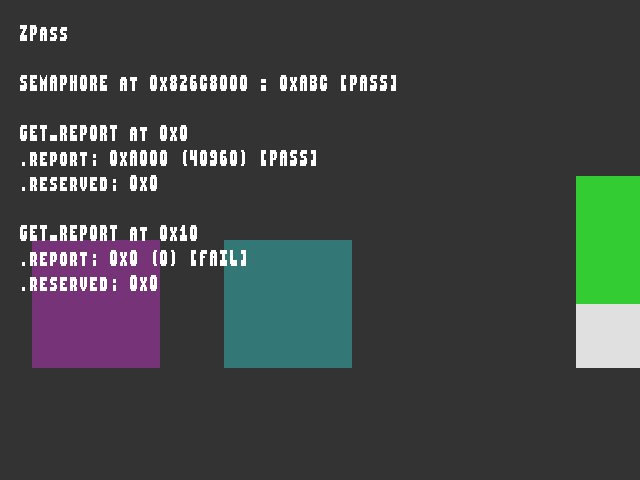 ZPass
SEMAPHORE at 0x826C8000 : 0xABC [PASS]
GET_REPORT at 0x0
.report: 0xA000 (40960) [PASS]
.reserved: 0x0
GET_REPORT at 0x10
.report: 0x0 (0) [FAIL]
.reserved: 0x0